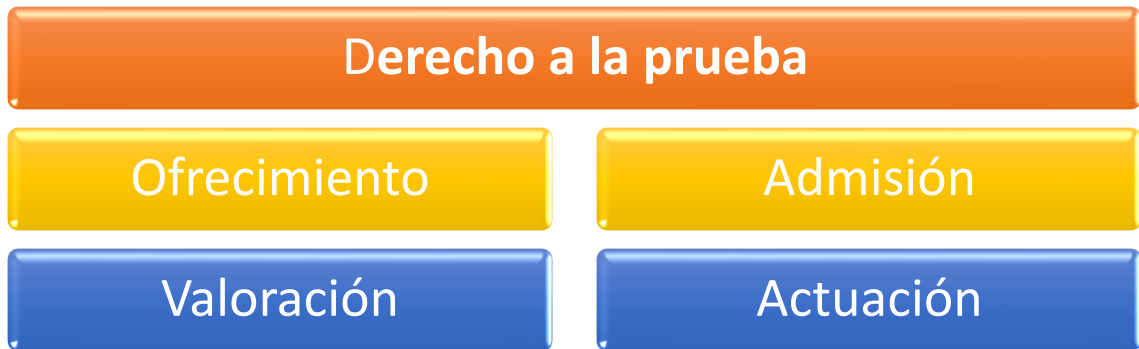 Derecho a la prueba
Ofrecimiento
Admisión
Valoración
Actuación